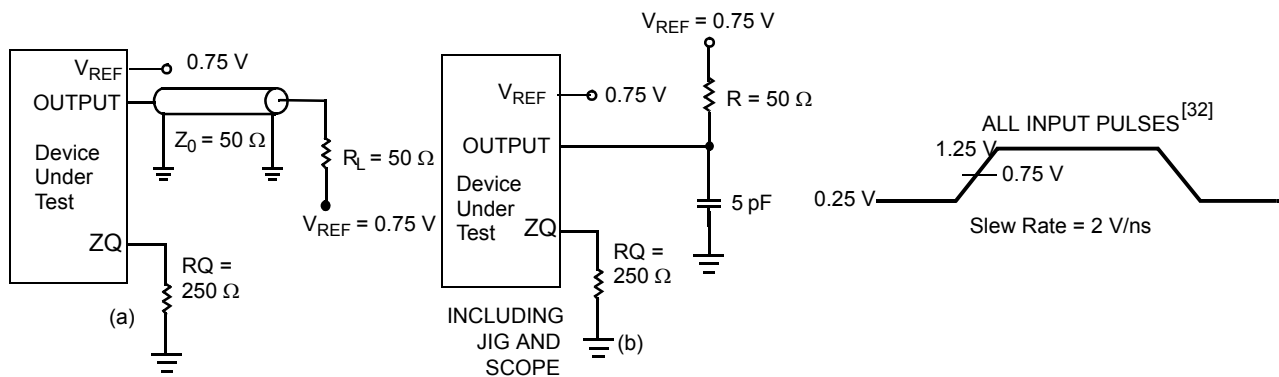 V_REF
0.75 V
OUTPUT
Z_0 = 50 Ω
Device
Under
Test
R_L = 50 Ω
V_REF = 0.75 V
ZQ
RQ =
250 Ω
(a)
V_REF = 0.75 V
V_REF
0.75 V
R = 50 Ω
OUTPUT
Device
Under
Test
5 pF
ZQ
RQ =
250 Ω
INCLUDING
JIG AND
SCOPE
(b)
ALL INPUT PULSES[32]
1.25 V
0.75 V
0.25 V
Slew Rate = 2 V/ns